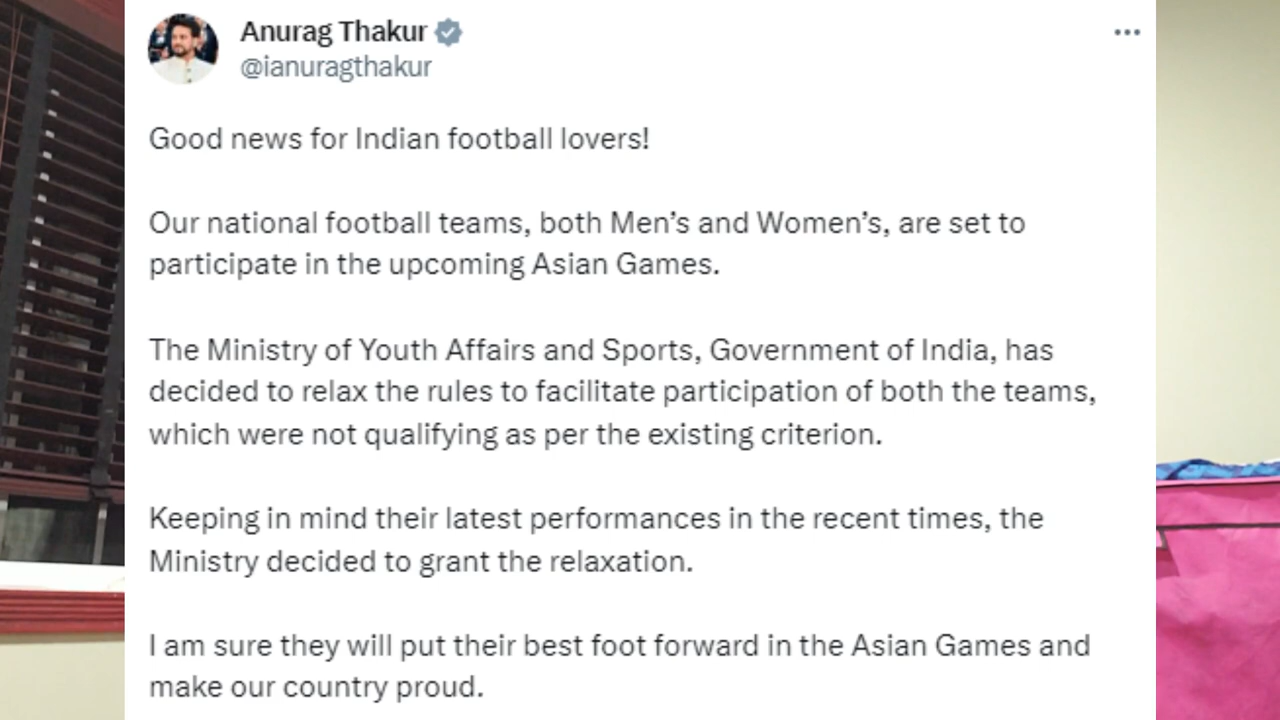 Anurag Thakur
@ianuragthakur
Good news for Indian football lovers!
Our national football teams, both Men’s and Women’s, are set to
participate in the upcoming Asian Games.
The Ministry of Youth Affairs and Sports, Government of India, has
decided to relax the rules to facilitate participation of both the teams,
which were not qualifying as per the existing criterion.
Keeping in mind their latest performances in the recent times, the
Ministry decided to grant the relaxation.
I am sure they will put their best foot forward in the Asian Games and
make our country proud.